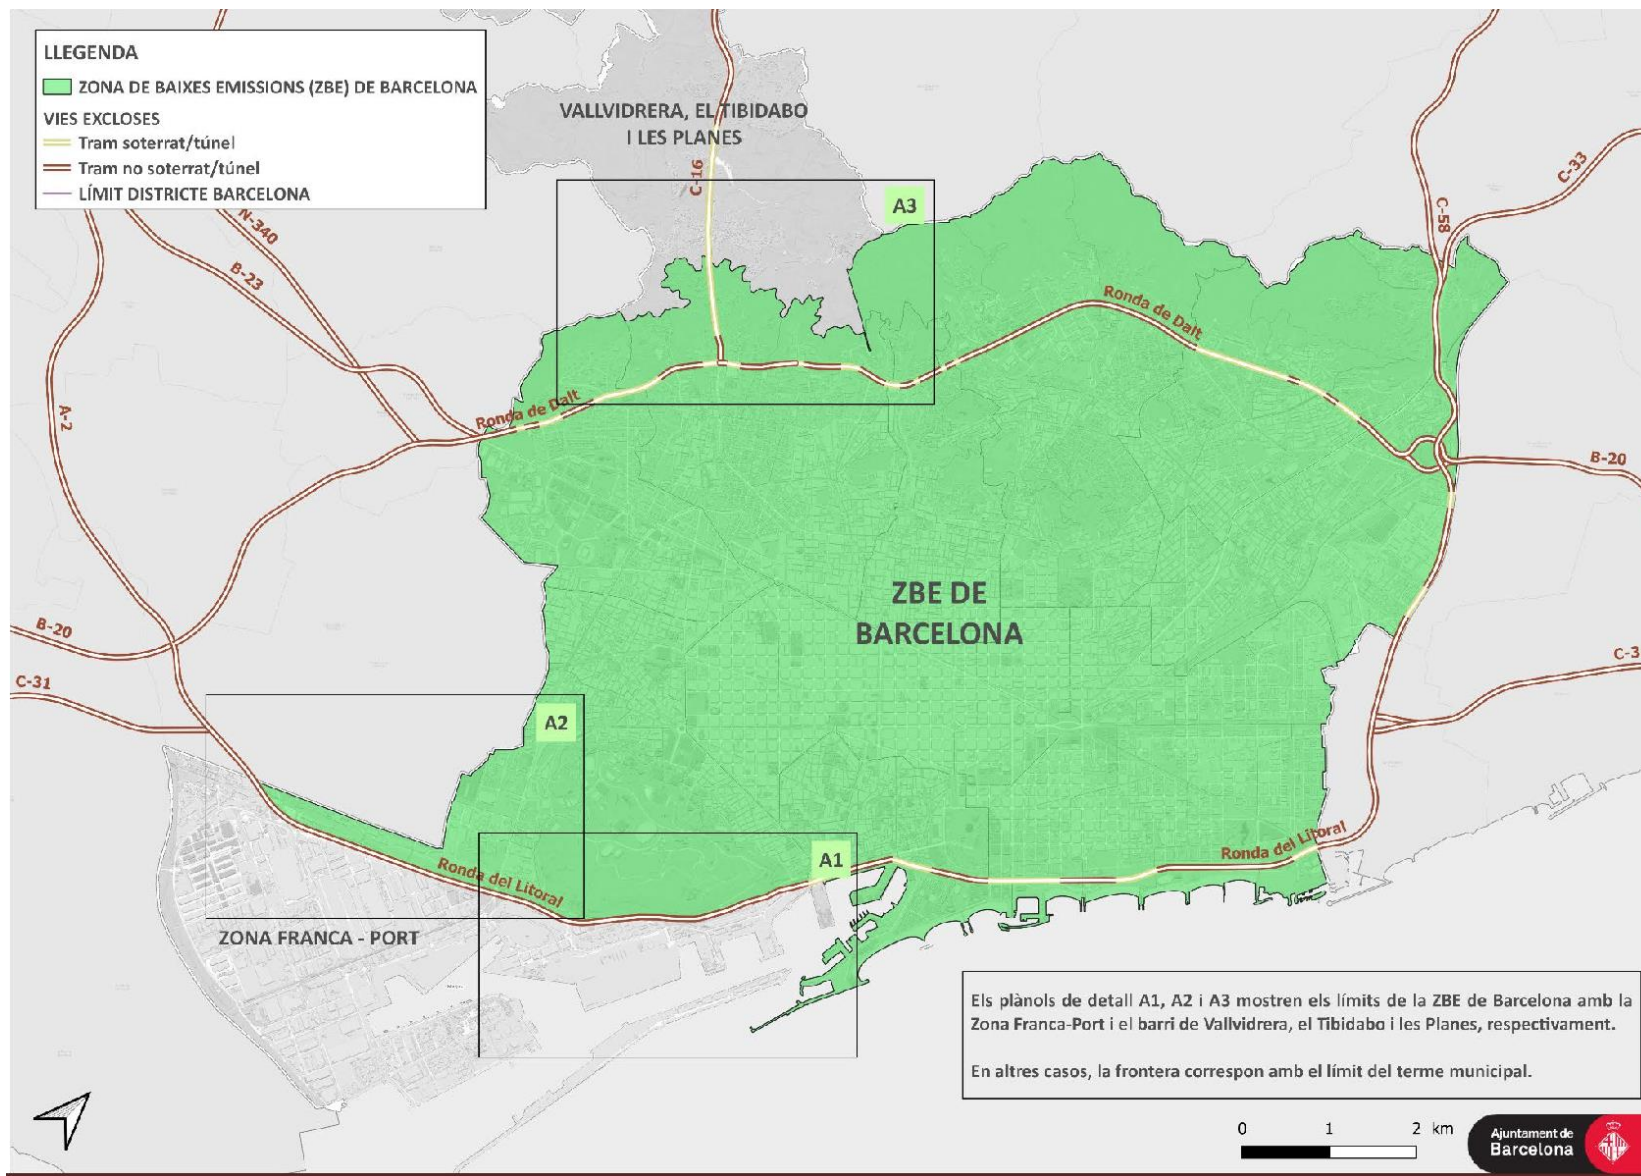 LLEGENDA
ZONA DE BAIXES EMISSIONS (ZBE) DE BARCELONA
VIES EXCLOSES
Tram soterrat/túnel
Tram no soterrat/túnel
LÍMIT DISTRICTE BARCELONA
VALLVIDRERA, EL TIBIDABO
I LES PLANES
C-16
A3
C-58
C-33
N-340
B-23
A-2
Ronda de Dalt
Ronda de Dalt
B-20
ZBE DE
BARCELONA
B-20
C-31
C-3
A2
A1
Ronda del Litoral
Ronda del Litoral
ZONA FRANCA - PORT
Els plànols de detall A1, A2 i A3 mostren els límits de la ZBE de Barcelona amb la
Zona Franca-Port i el barri de Vallvidrera, el Tibidabo i les Planes, respectivament.
En altres casos, la frontera correspon amb el límit del terme municipal.
0 1 2 km
Ajuntament de
Barcelona